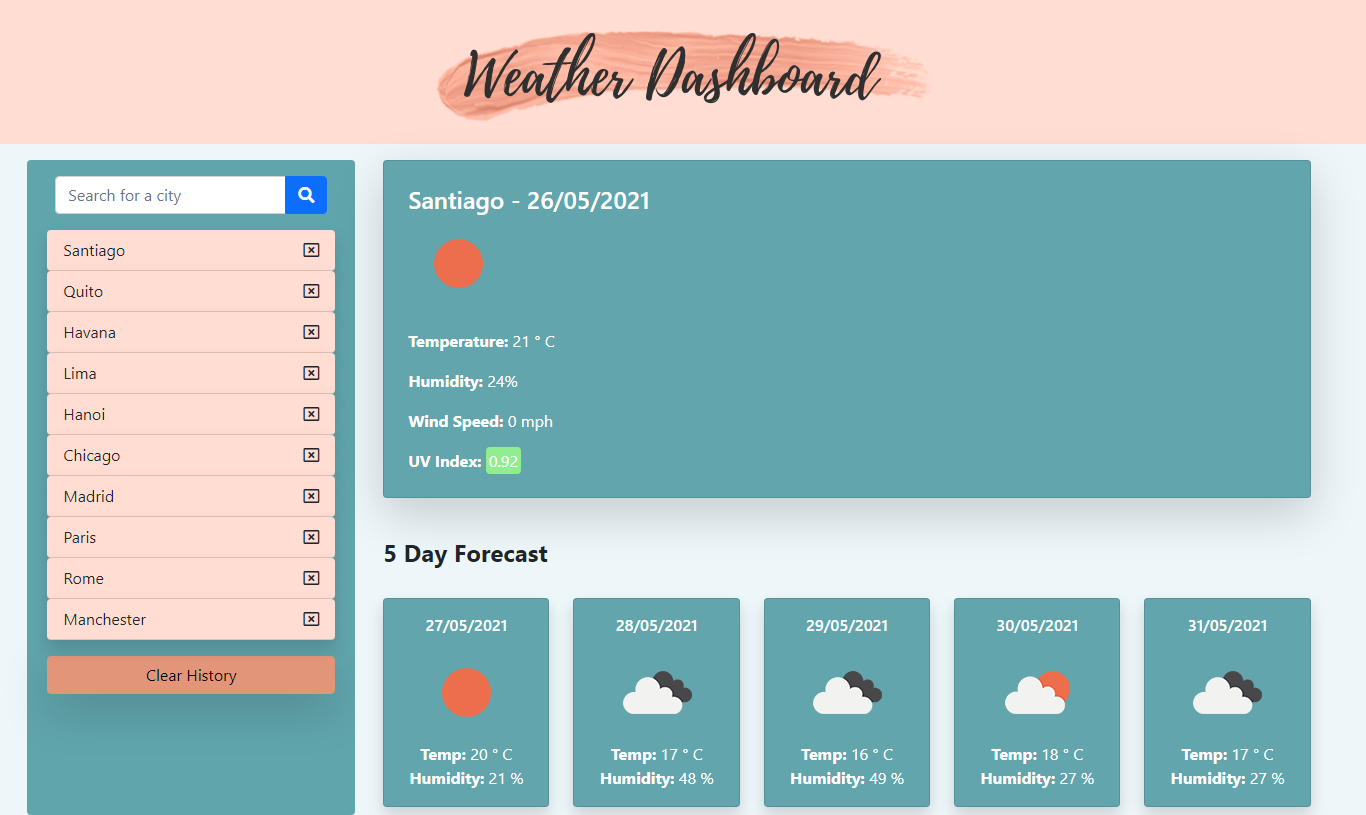 Weather Dashboard
Search for a city
Santiago
Quito
Havana
Lima
Hanoi
Chicago
Madrid
Paris
Rome
Manchester
Clear History
Santiago - 26/05/2021
Temperature: 21 ° C
Humidity: 24%
Wind Speed: 0 mph
UV Index: 0.92
5 Day Forecast
27/05/2021
Temp: 20 ° C
Humidity: 21 %
28/05/2021
Temp: 17 ° C
Humidity: 48 %
29/05/2021
Temp: 16 ° C
Humidity: 49 %
30/05/2021
Temp: 18 ° C
Humidity: 27 %
31/05/2021
Temp: 17 ° C
Humidity: 27 %